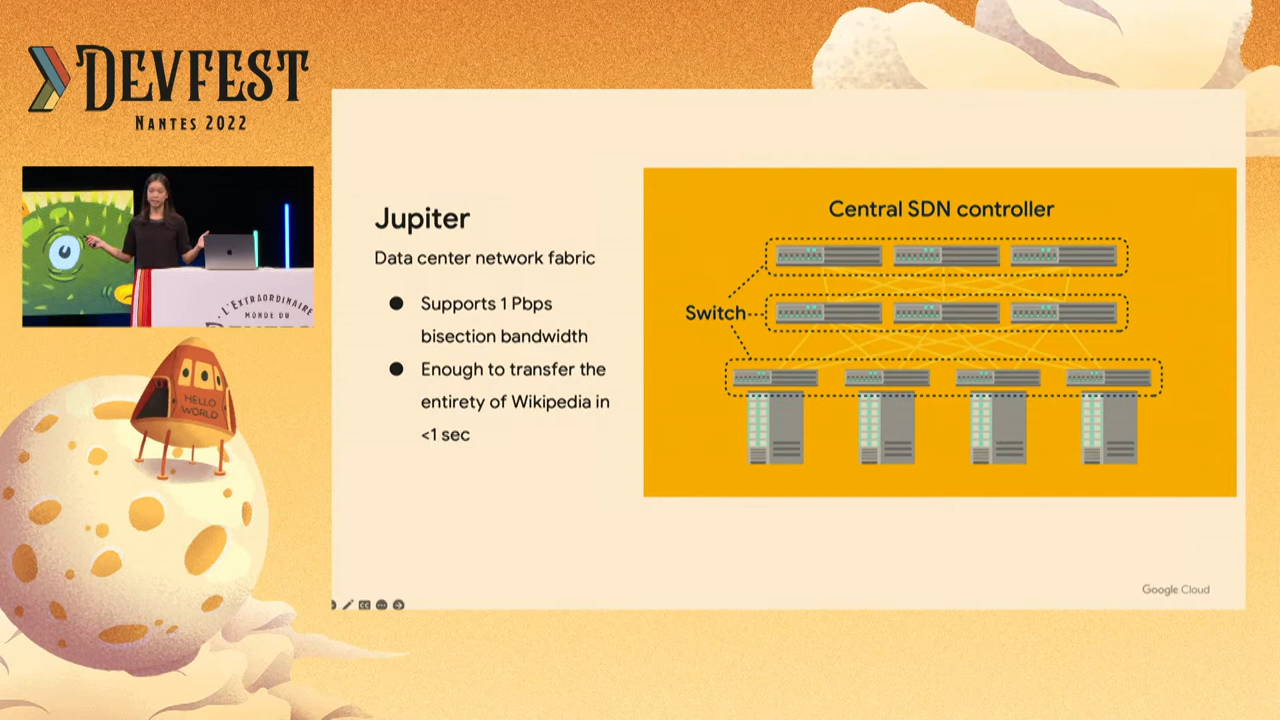 DEVFEST
NANTES 2022
L'EXTRAORDINAIRE
MONDE DU
HELLO
WORLD
Jupiter
Data center network fabric
● Supports 1 Pbps
bisection bandwidth
● Enough to transfer the
entirety of Wikipedia in
<1 sec
Central SDN controller
Switch
Google Cloud